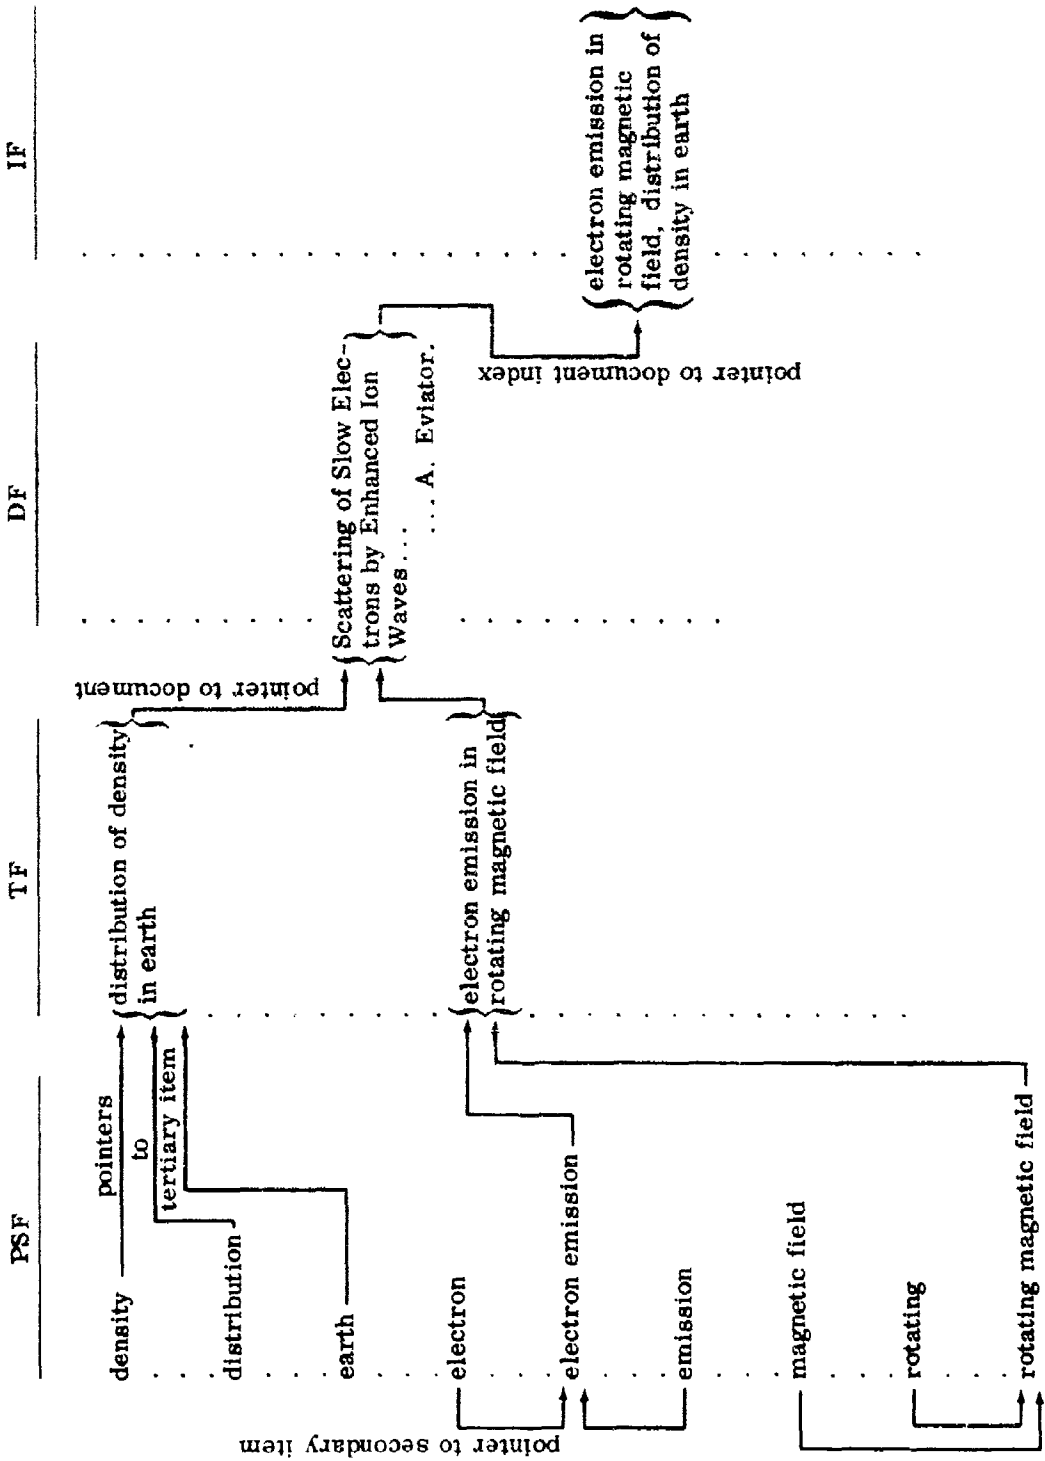 PSF
TF
DF
IF
density
distribution
earth
electron
electron emission
emission
magnetic field
rotating
rotating magnetic field
pointer to secondary item
pointers
to
tertiary item
distribution of density
in earth
electron emission in
rotating magnetic field
pointer to document
Scattering of Slow Elec-
trons by Enhanced Ion
Waves...
...A. Eviator.
pointer to document index
electron emission in
rotating magnetic
field, distribution of
density in earth